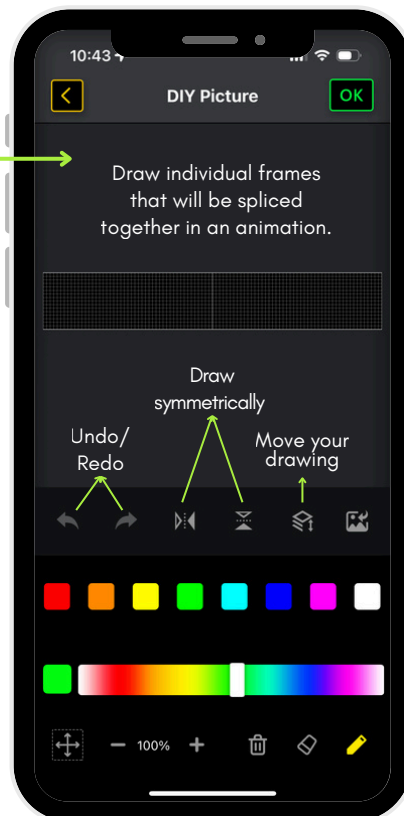 10:43
DIY Picture
OK
Draw individual frames
that will be spliced
together in an animation.
Draw
symmetrically
Undo/
Redo
Move your
drawing
100%